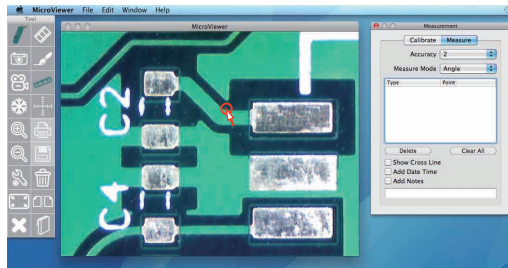 MicroViewer File Edit Window Help
Tool
MicroViewer
C2
C4
Measurement
Calibrate Measure
Accuracy 2
Measure Mode Angle
Type Point
Delete Clear All
Show Cross Line
Add Date Time
Add Notes